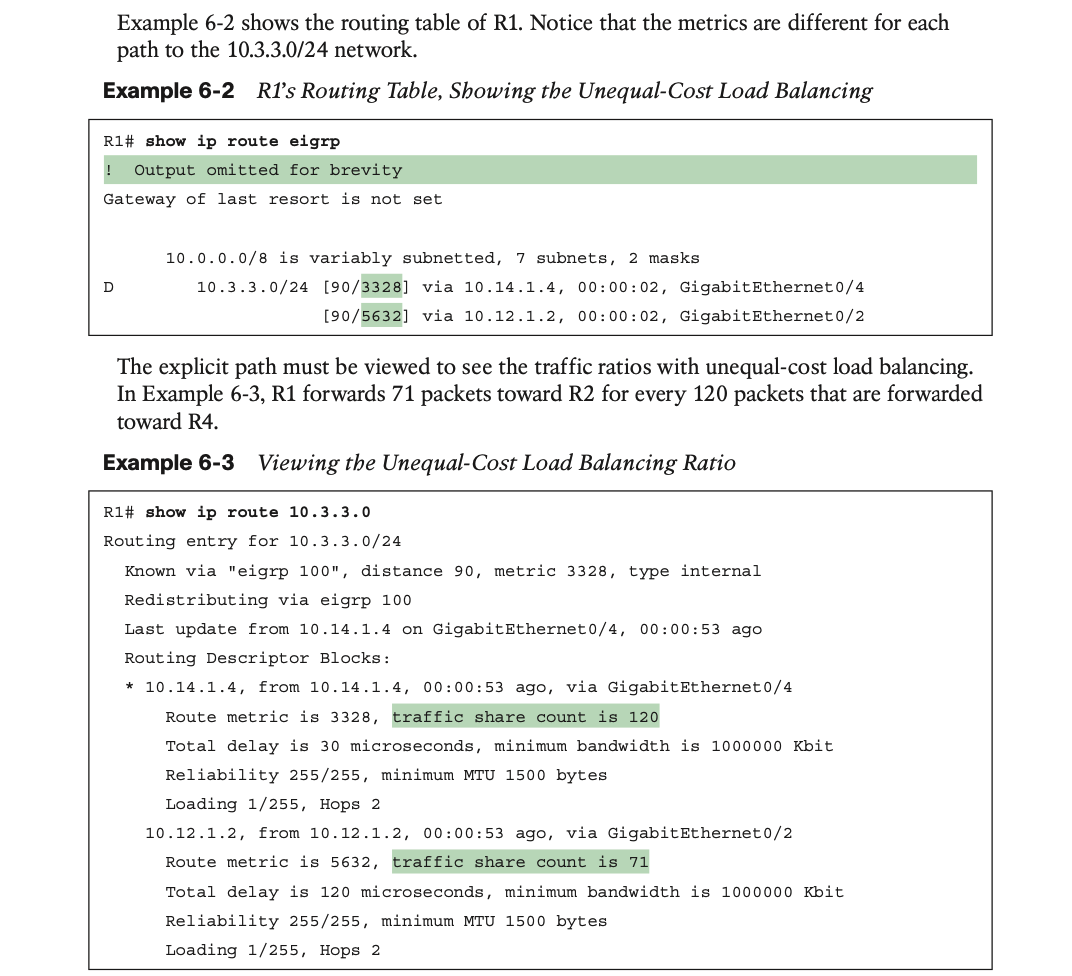 Example 6-2 shows the routing table of R1. Notice that the metrics are different for each
path to the 10.3.3.0/24 network.
Example 6-2 R1's Routing Table, Showing the Unequal-Cost Load Balancing
R1# show ip route eigrp
! Output omitted for brevity
Gateway of last resort is not set
10.0.0.0/8 is variably subnetted, 7 subnets, 2 masks
D 10.3.3.0/24 [90/3328] via 10.14.1.4, 00:00:02, GigabitEthernet0/4
[90/5632] via 10.12.1.2, 00:00:02, GigabitEthernet0/2
The explicit path must be viewed to see the traffic ratios with unequal-cost load balancing.
In Example 6-3, R1 forwards 71 packets toward R2 for every 120 packets that are forwarded
toward R4.
Example 6-3 Viewing the Unequal-Cost Load Balancing Ratio
R1# show ip route 10.3.3.0
Routing entry for 10.3.3.0/24
Known via "eigrp 100", distance 90, metric 3328, type internal
Redistributing via eigrp 100
Last update from 10.14.1.4 on GigabitEthernet0/4, 00:00:53 ago
Routing Descriptor Blocks:
* 10.14.1.4, from 10.14.1.4, 00:00:53 ago, via GigabitEthernet0/4
Route metric is 3328, traffic share count is 120
Total delay is 30 microseconds, minimum bandwidth is 1000000 Kbit
Reliability 255/255, minimum MTU 1500 bytes
Loading 1/255, Hops 2
10.12.1.2, from 10.12.1.2, 00:00:53 ago, via GigabitEthernet0/2
Route metric is 5632, traffic share count is 71
Total delay is 120 microseconds, minimum bandwidth is 1000000 Kbit
Reliability 255/255, minimum MTU 1500 bytes
Loading 1/255, Hops 2